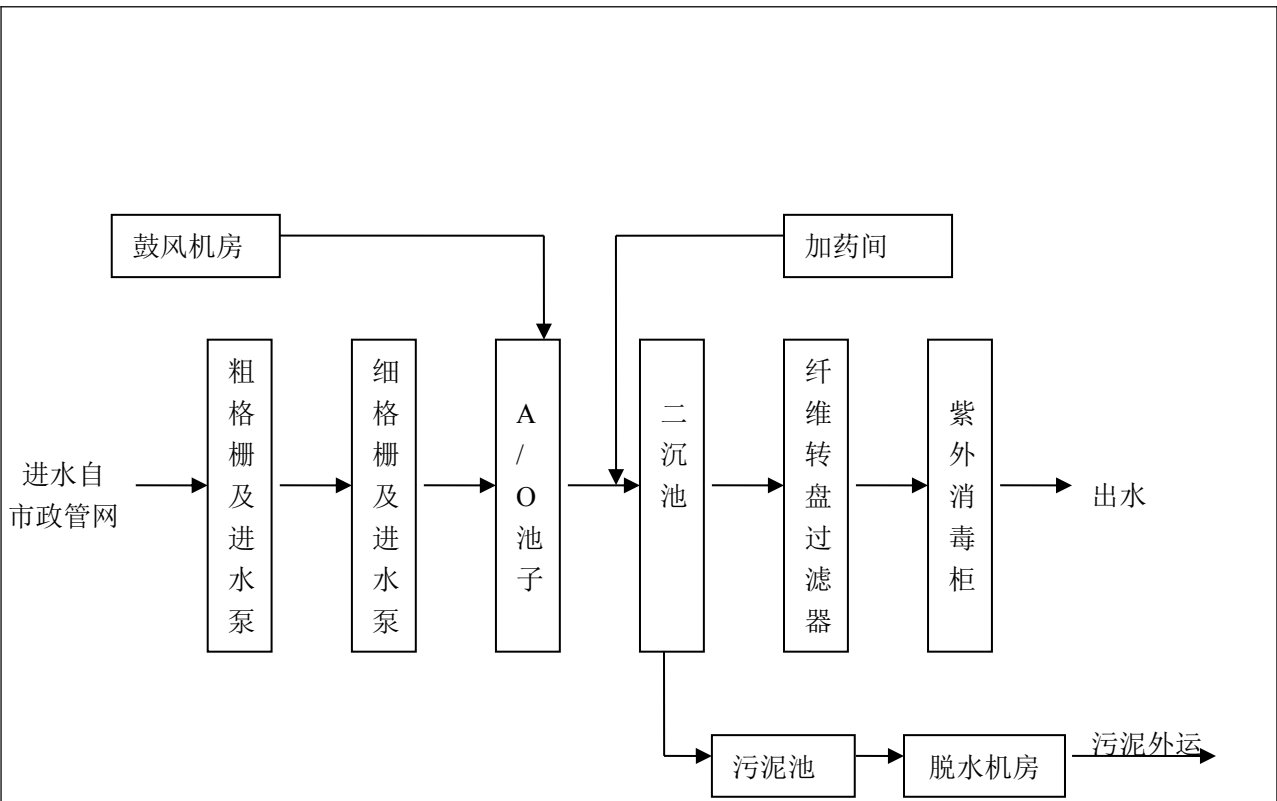 鼓风机房
加药间
进水自
市政管网
粗格栅及进水泵
细格栅及进水泵
A/O池子
二沉池
纤维转盘过滤器
紫外消毒柜
出水
污泥池
脱水机房
污泥外运